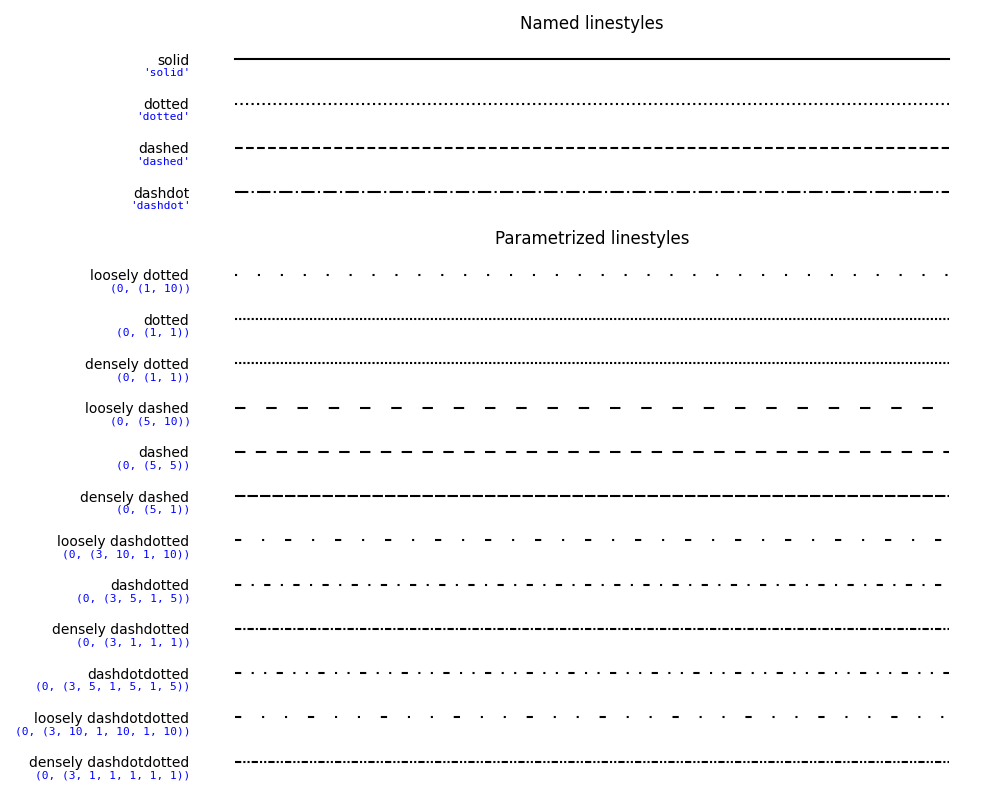 Named linestyles
solid
'solid'
dotted
'dotted'
dashed
'dashed'
dashdot
'dashdot'
Parametrized linestyles
loosely dotted
(0, (1, 10))
dotted
(0, (1, 1))
densely dotted
(0, (1, 1))
loosely dashed
(0, (5, 10))
dashed
(0, (5, 5))
densely dashed
(0, (5, 1))
loosely dashdotted
(0, (3, 10, 1, 10))
dashdotted
(0, (3, 5, 1, 5))
densely dashdotted
(0, (3, 1, 1, 1))
dashdotdotted
(0, (3, 5, 1, 5, 1, 5))
loosely dashdotdotted
(0, (3, 10, 1, 10, 1, 10))
densely dashdotdotted
(0, (3, 1, 1, 1, 1, 1))